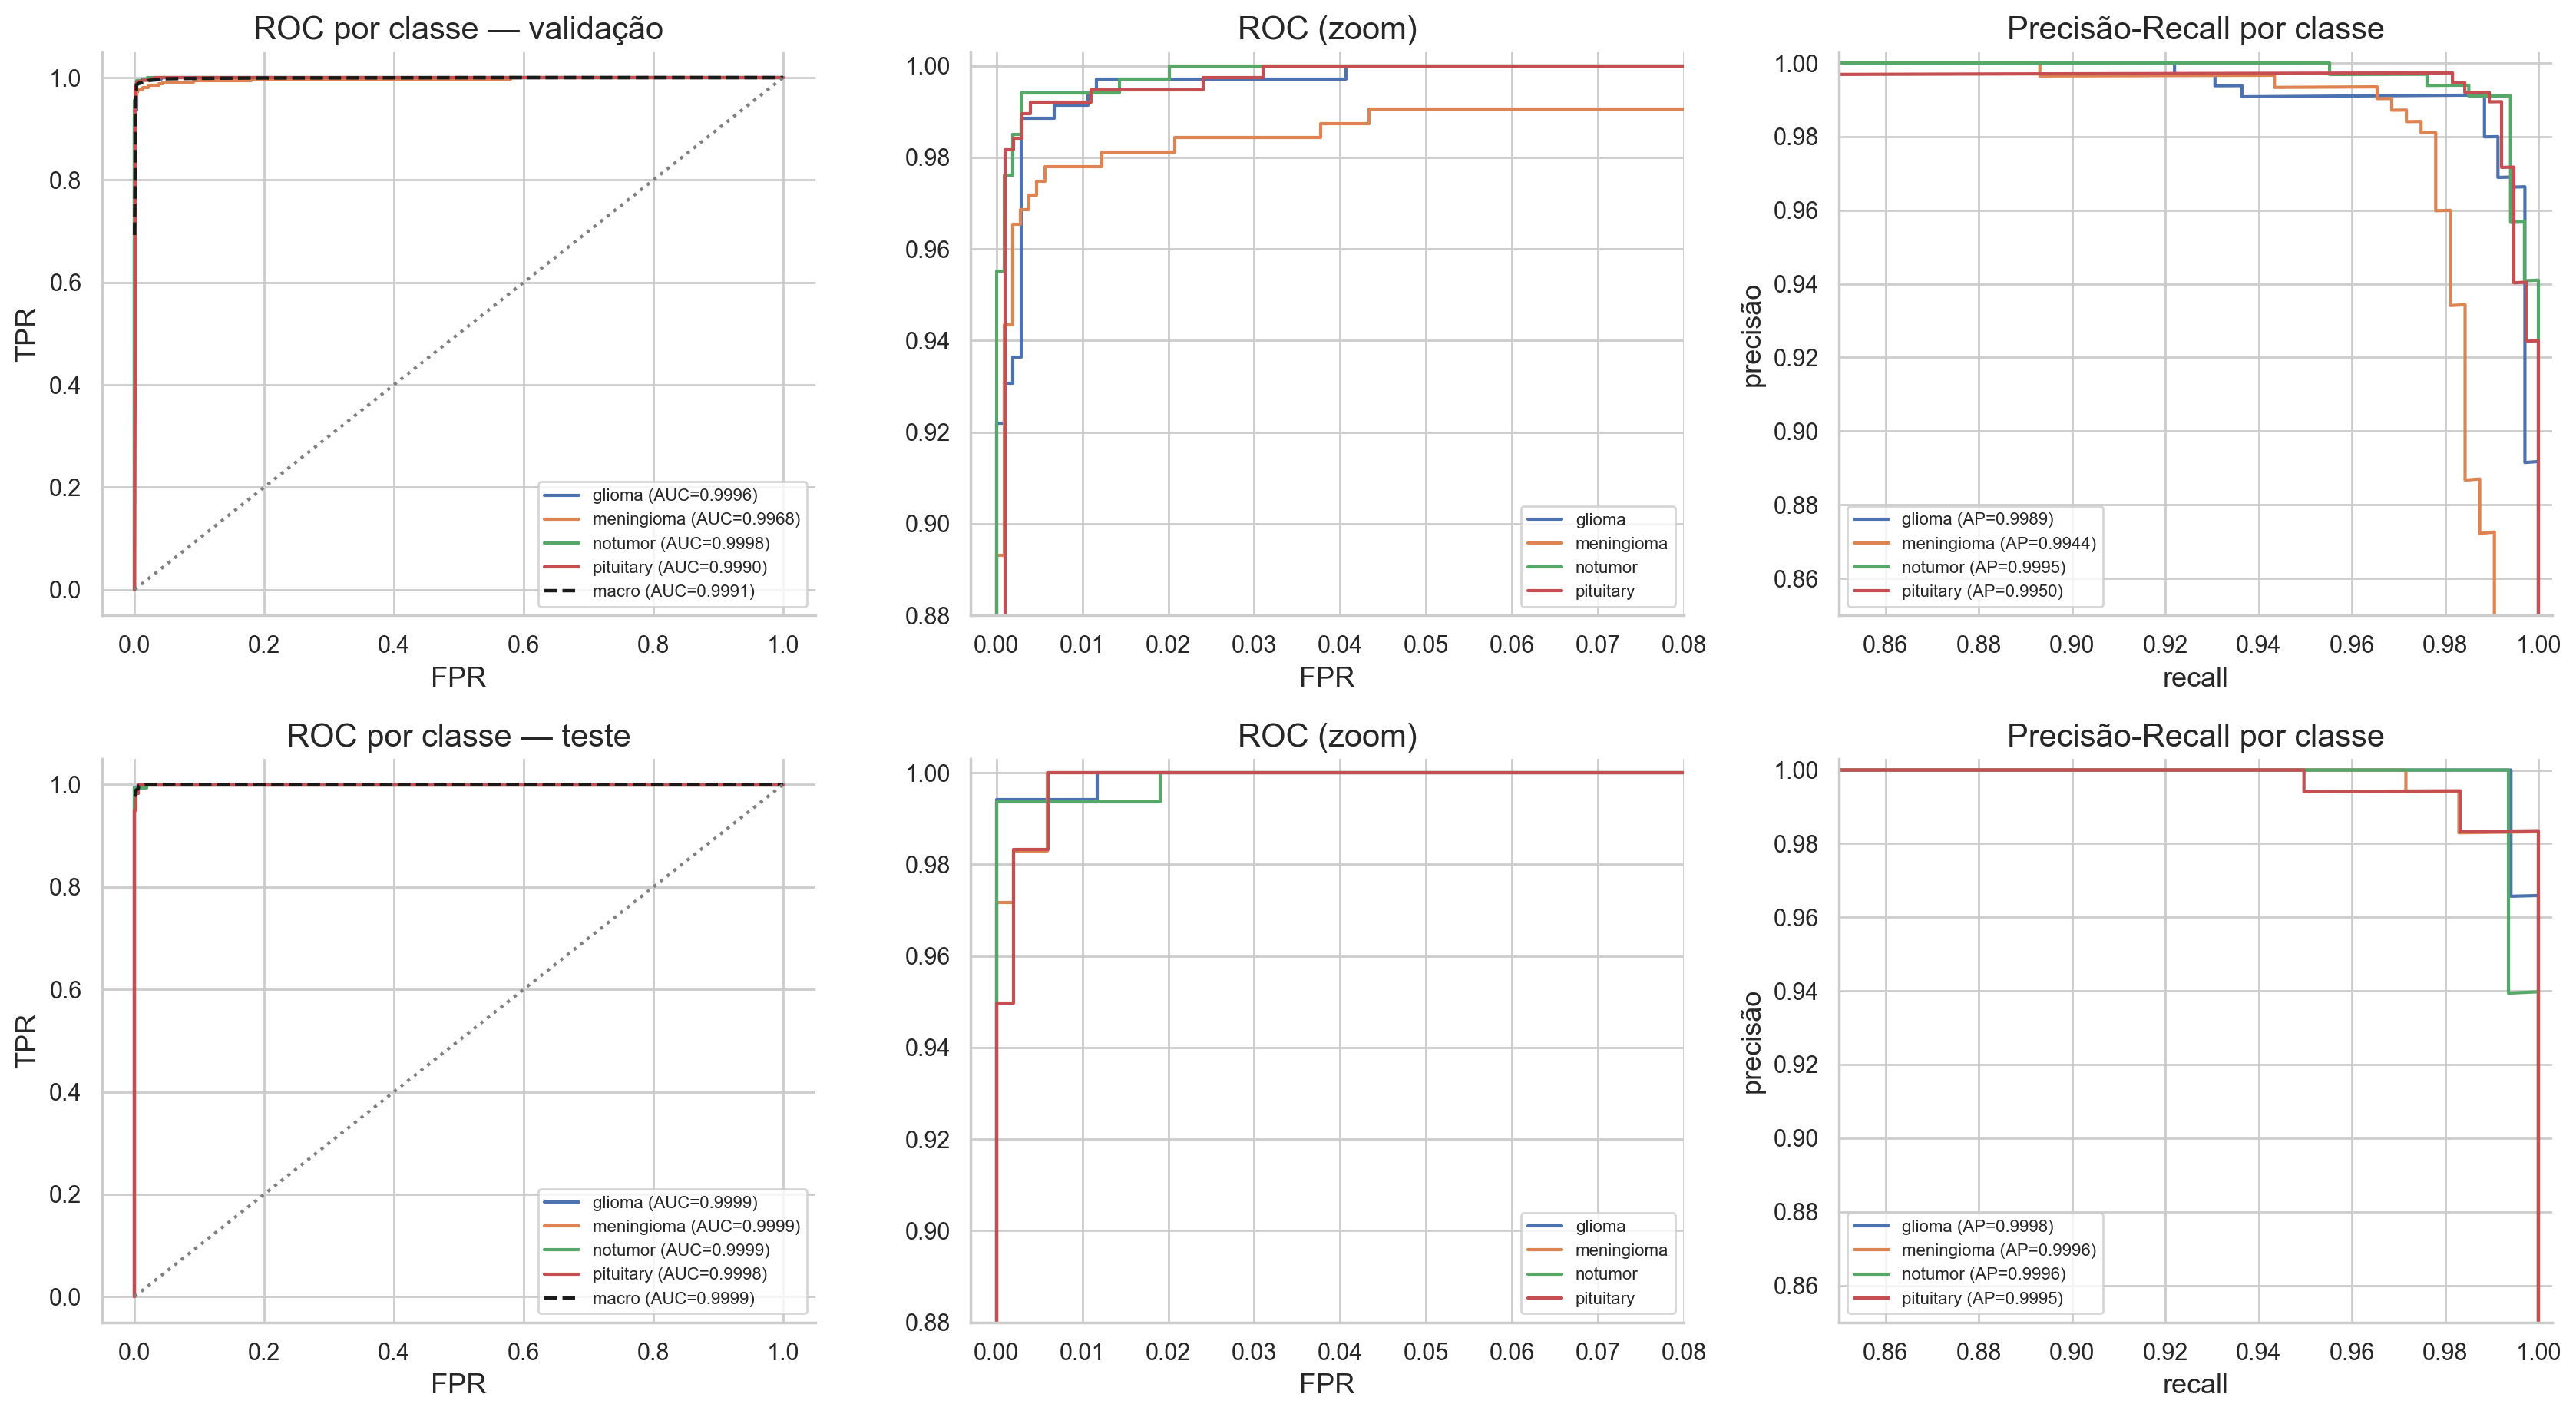 ROC por classe — validação
1.0
0.8
0.6
0.4
0.2
0.0
TPR
0.0 0.2 0.4 0.6 0.8 1.0
FPR
glioma (AUC=0.9996)
meningioma (AUC=0.9968)
notumor (AUC=0.9998)
pituitary (AUC=0.9990)
macro (AUC=0.9991)
ROC (zoom)
1.00
0.98
0.96
0.94
0.92
0.90
0.88
0.00 0.01 0.02 0.03 0.04 0.05 0.06 0.07 0.08
FPR
glioma
meningioma
notumor
pituitary
Precisão-Recall por classe
1.00
0.98
0.96
0.94
0.92
0.90
0.88
0.86
precisão
0.86 0.88 0.90 0.92 0.94 0.96 0.98 1.00
recall
glioma (AP=0.9989)
meningioma (AP=0.9944)
notumor (AP=0.9995)
pituitary (AP=0.9950)
ROC por classe — teste
1.0
0.8
0.6
0.4
0.2
0.0
TPR
0.0 0.2 0.4 0.6 0.8 1.0
FPR
glioma (AUC=0.9999)
meningioma (AUC=0.9999)
notumor (AUC=0.9999)
pituitary (AUC=0.9998)
macro (AUC=0.9999)
ROC (zoom)
1.00
0.98
0.96
0.94
0.92
0.90
0.88
0.00 0.01 0.02 0.03 0.04 0.05 0.06 0.07 0.08
FPR
glioma
meningioma
notumor
pituitary
Precisão-Recall por classe
1.00
0.98
0.96
0.94
0.92
0.90
0.88
0.86
precisão
0.86 0.88 0.90 0.92 0.94 0.96 0.98 1.00
recall
glioma (AP=0.9998)
meningioma (AP=0.9996)
notumor (AP=0.9996)
pituitary (AP=0.9995)